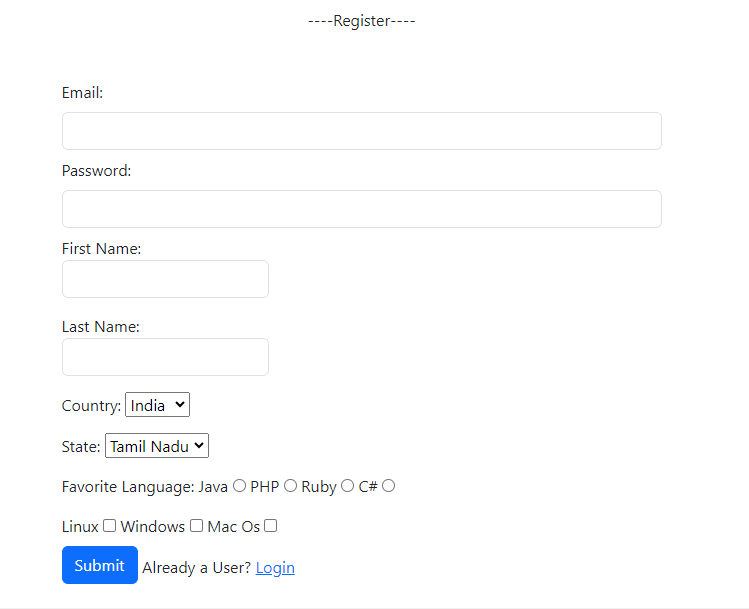 ----Register----
Email:
Password:
First Name:
Last Name:
Country: India
State: Tamil Nadu
Favorite Language: Java PHP Ruby C#
Linux Windows Mac Os
Submit Already a User? Login